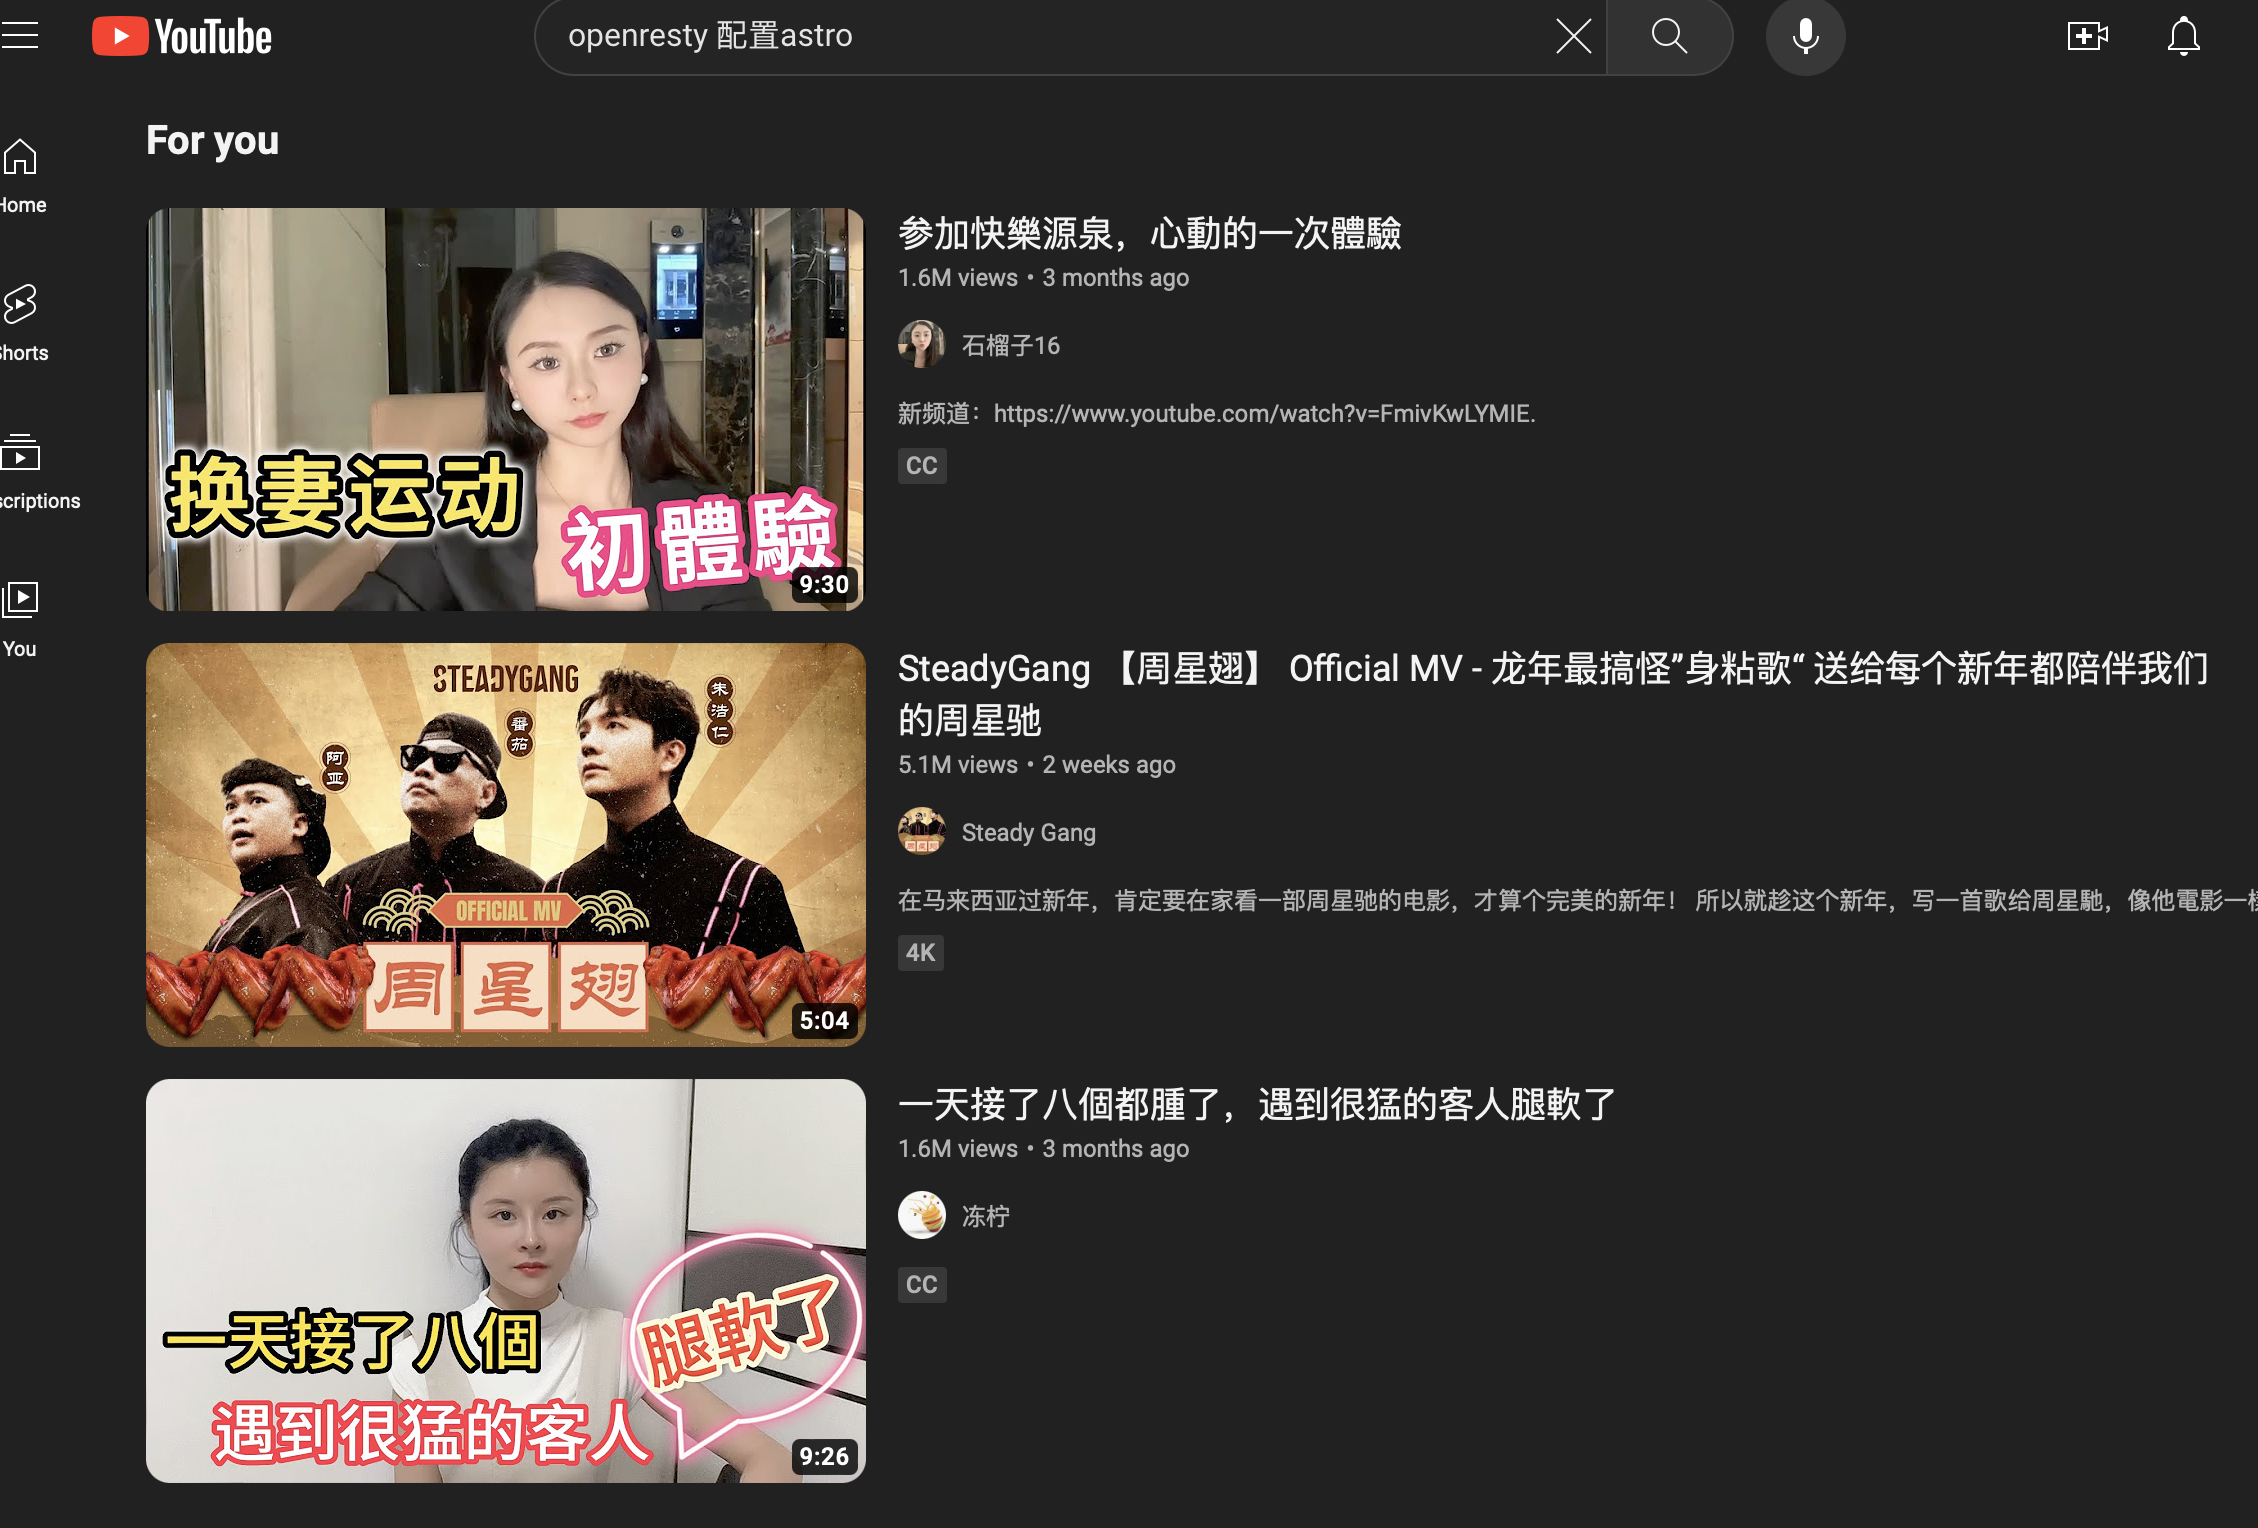 YouTube
openresty 配置astro
For you
Home
Shorts
scriptions
You
换妻运动
初體驗
9:30
参加快樂源泉，心動的一次體驗
1.6M views • 3 months ago
石榴子16
新频道：https://www.youtube.com/watch?v=FmivKwLYMIE.
CC
STEADYGANG
阿亚
番茄
朱浩仁
OFFICIAL MV
周星翅
5:04
SteadyGang 【周星翅】 Official MV - 龙年最搞怪”身粘歌“ 送给每个新年都陪伴我们
的周星驰
5.1M views • 2 weeks ago
Steady Gang
在马来西亚过新年，肯定要在家看一部周星驰的电影，才算个完美的新年！ 所以就趁这个新年，写一首歌给周星馳，像他電影一
4K
一天接了八個
腿軟了
遇到很猛的客人
9:26
一天接了八個都腫了，遇到很猛的客人腿軟了
1.6M views • 3 months ago
冻柠
CC